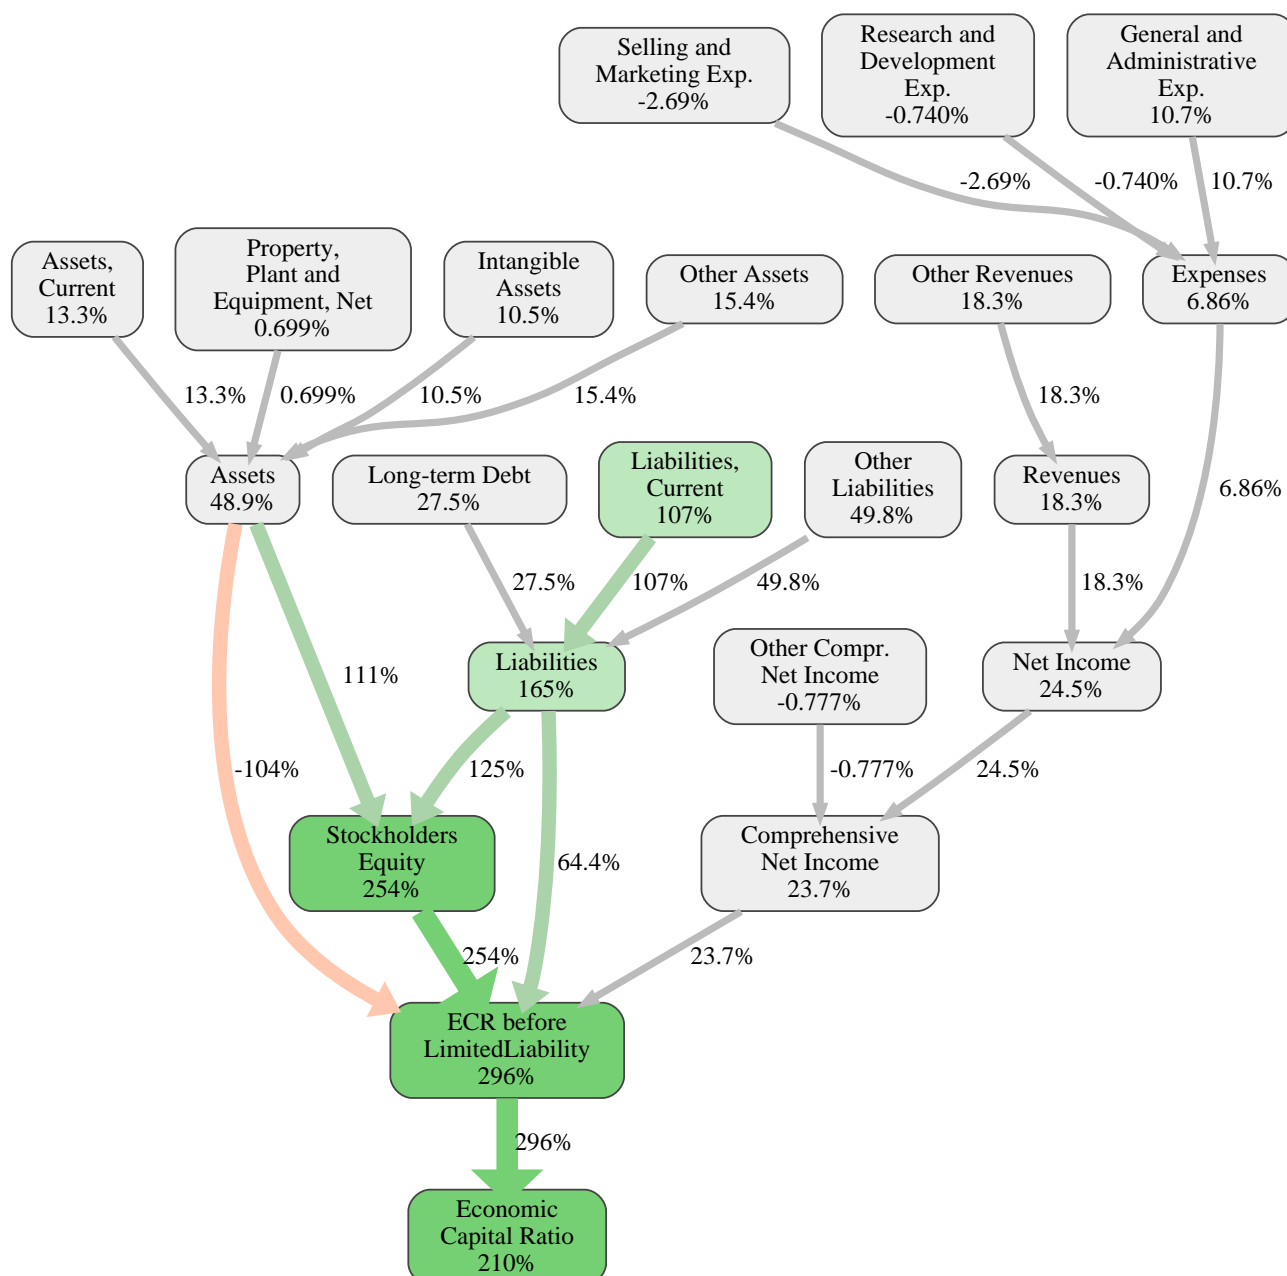 Selling and
Marketing Exp.
-2.69%
Research and
Development
Exp.
-0.740%
General and
Administrative
Exp.
10.7%
-2.69%
-0.740%
10.7%
Assets,
Current
13.3%
Property,
Plant and
Equipment, Net
0.699%
Intangible
Assets
10.5%
Other Assets
15.4%
Other Revenues
18.3%
Expenses
6.86%
13.3%
0.699%
10.5%
15.4%
18.3%
6.86%
Assets
48.9%
Long-term Debt
27.5%
Liabilities,
Current
107%
Other
Liabilities
49.8%
Revenues
18.3%
27.5%
107%
49.8%
18.3%
Liabilities
165%
Other Compr.
Net Income
-0.777%
Net Income
24.5%
111%
-104%
125%
-0.777%
24.5%
Stockholders
Equity
254%
64.4%
Comprehensive
Net Income
23.7%
254%
23.7%
ECR before
LimitedLiability
296%
296%
Economic
Capital Ratio
210%